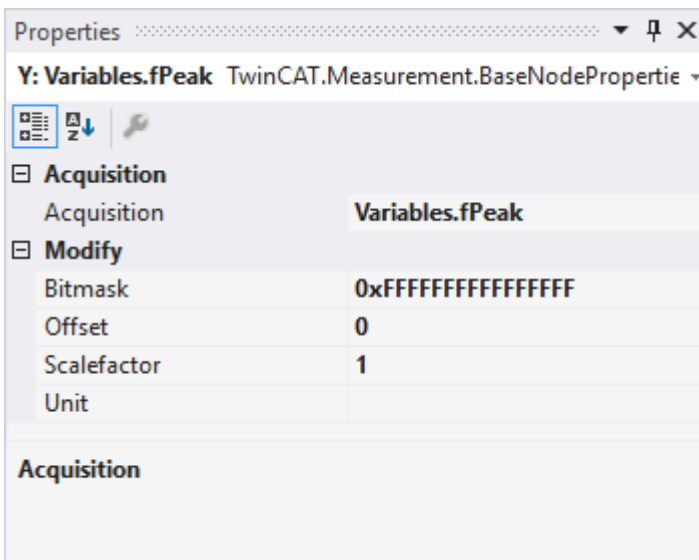 Properties
Y: Variables.fPeak TwinCAT.Measurement.BaseNodePropertie
Acquisition
Acquisition Variables.fPeak
Modify
Bitmask 0xFFFFFFFFFFFFFFFF
Offset 0
Scalefactor 1
Unit
Acquisition